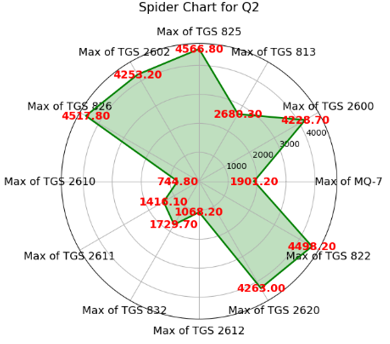 Spider Chart for Q2
Max of TGS 825
4566.80
Max of TGS 2602
Max of TGS 813
4253.20
Max of TGS 826
4517.80
2680.30
Max of TGS 2600
4228.70
4000
3000
2000
1000
Max of TGS 2610
744.80
1901.20
Max of MQ-7
1416.10
1068.20
1729.70
4498.20
Max of TGS 2611
Max of TGS 822
4263.00
Max of TGS 832
Max of TGS 2620
Max of TGS 2612